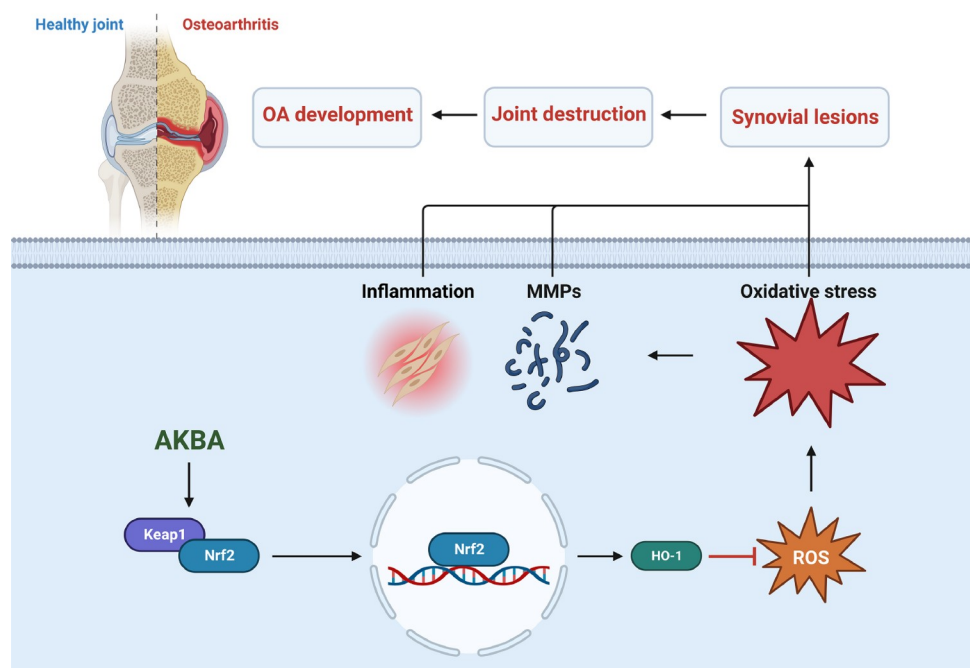 Healthy joint
Osteoarthritis
OA development
Joint destruction
Synovial lesions
Inflammation
MMPs
Oxidative stress
AKBA
Keap1
Nrf2
Nrf2
HO-1
ROS